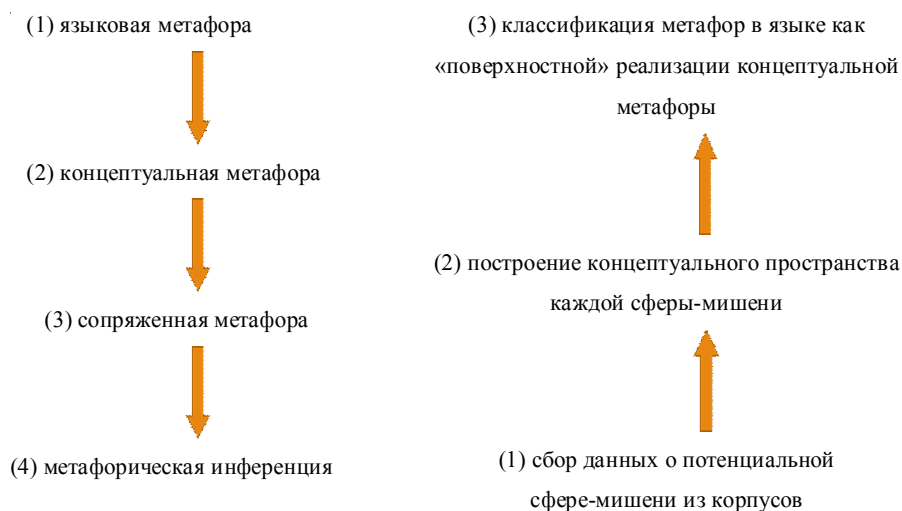 (1) языковая метафора
(2) концептуальная метафора
(3) сопряженная метафора
(4) метафорическая инференция
(3) классификация метафор в языке как
«поверхностной» реализации концептуальной
метафоры
(2) построение концептуального пространства
каждой сферы-мишени
(1) сбор данных о потенциальной
сфере-мишени из корпусов